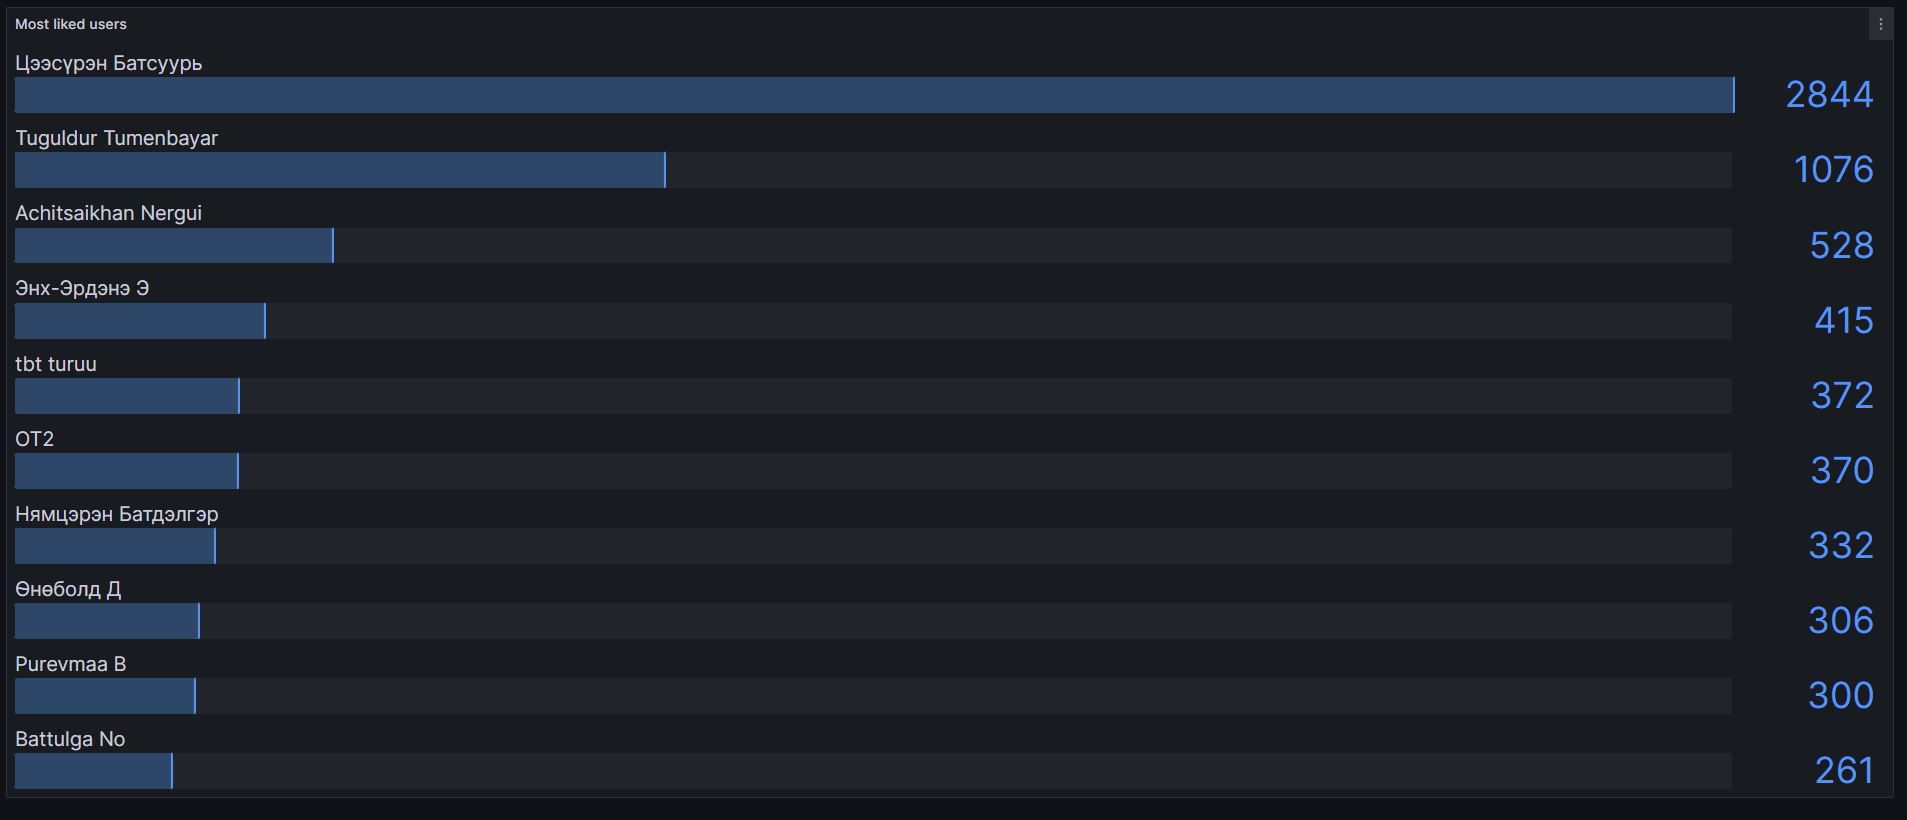 Most liked users
Цээсүрэн Батсуурь
2844
Tuguldur Tumenbayar
1076
Achitsaikhan Nergui
528
Энх-Эрдэнэ Э
415
tbt turuu
372
OT2
370
Нямцэрэн Батдэлгэр
332
Өнөболд Д
306
Purevmaa B
300
Battulga No
261